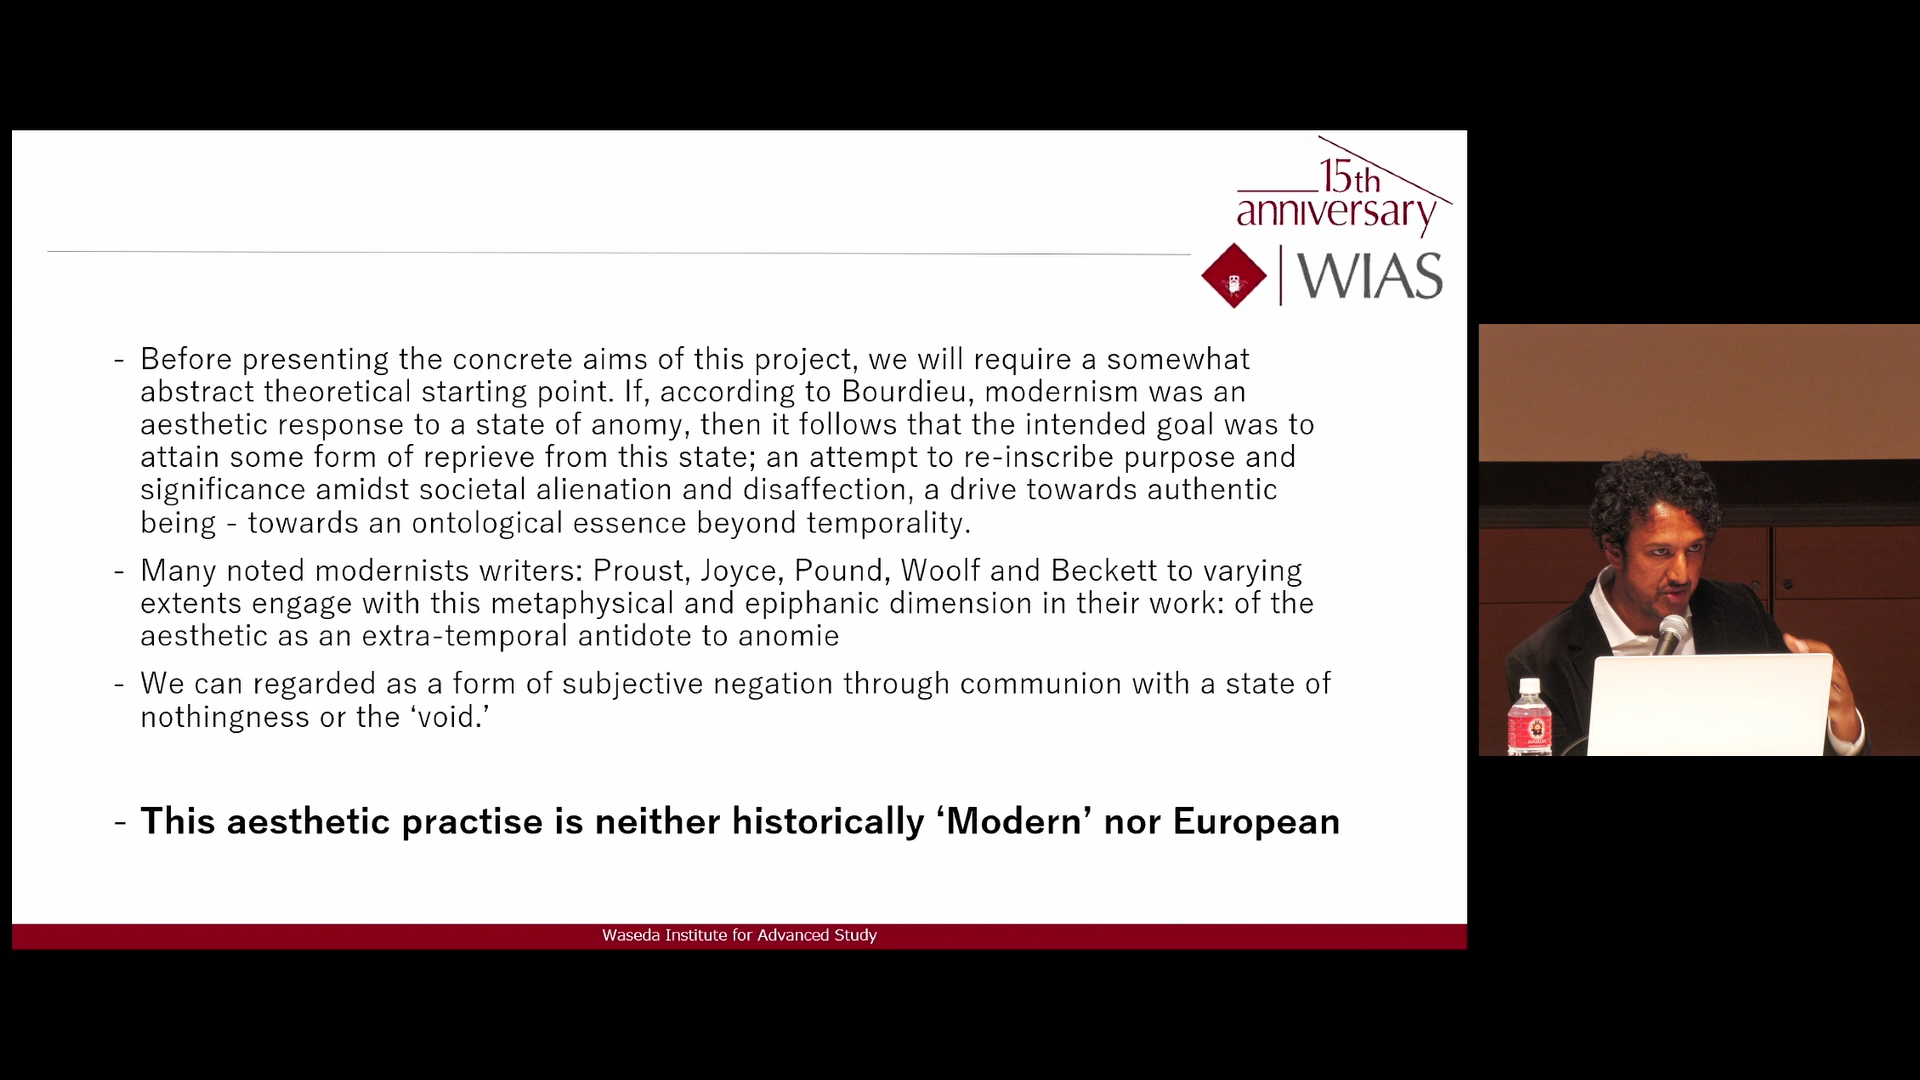 15th
anniversary
WIAS
- Before presenting the concrete aims of this project, we will require a somewhat
abstract theoretical starting point. If, according to Bourdieu, modernism was an
aesthetic response to a state of anomy, then it follows that the intended goal was to
attain some form of reprieve from this state; an attempt to re-inscribe purpose and
significance amidst societal alienation and disaffection, a drive towards authentic
being - towards an ontological essence beyond temporality.
- Many noted modernists writers: Proust, Joyce, Pound, Woolf and Beckett to varying
extents engage with this metaphysical and epiphanic dimension in their work: of the
aesthetic as an extra-temporal antidote to anomie
- We can regarded as a form of subjective negation through communion with a state of
nothingness or the ‘void.’
- This aesthetic practise is neither historically ‘Modern’ nor European
Waseda Institute for Advanced Study